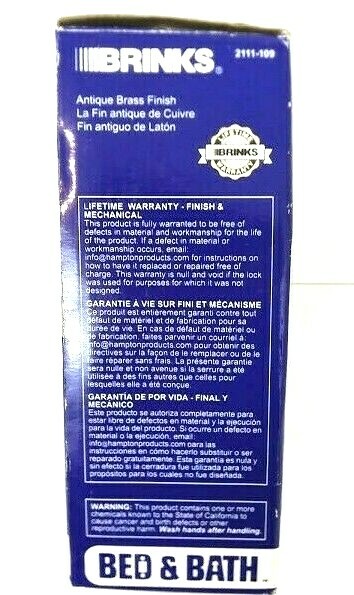 BRINKS®
2111-109
Antique Brass Finish
La Fin antique de Cuivre
Fin antiguo de Latón
LIFETIME
BRINKS
WARRANTY
LIFETIME WARRANTY - FINISH &
MECHANICAL
This product is fully warranted to be free of
defects in material and workmanship for the life
of the product. If a defect in material or
workmanship occurs, email:
info@hamptonproducts.com for instructions on
how to have it replaced or repaired free of
charge. This warranty is null and void if the lock
was used for purposes for which it was not
designed.
GARANTIE À VIE SUR FINI ET MÉCANISME
Ce produit est entièrement garanti contre tout
défaut de matériel et de fabrication pour sa
durée de vie. En cas de défaut de matériel ou
de fabrication, faites parvenir un courriel à:
info@hamptonproducts.com pour obtenir des
directives sur la façon de le remplacer ou de le
faire réparer sans frais. La présente garantie
sera nulle et non avenue si la serrure a été
utilisée à des fins autres que celles pour
lesquelles elle a été conçue.
GARANTÍA DE POR VIDA - FINAL Y
MECANICO
Este producto se autoriza completamente para
estar libre de defectos en material y la ejecución
para la vida del producto. Si ocurre un defecto en
material o la ejecución, email:
info@hamptonproducts.com para las
instrucciones en cómo hacerlo substituir o ser
reparado gratuitamente. Esta garantía es nula y
sin efecto si la cerradura fue utilizada para los
propósitos para los cuales no fue diseñada.
WARNING: This product contains one or more
chemicals known to the State of California to
cause cancer and birth defects or other
reproductive harm. Wash hands after handling.
BED & BATH